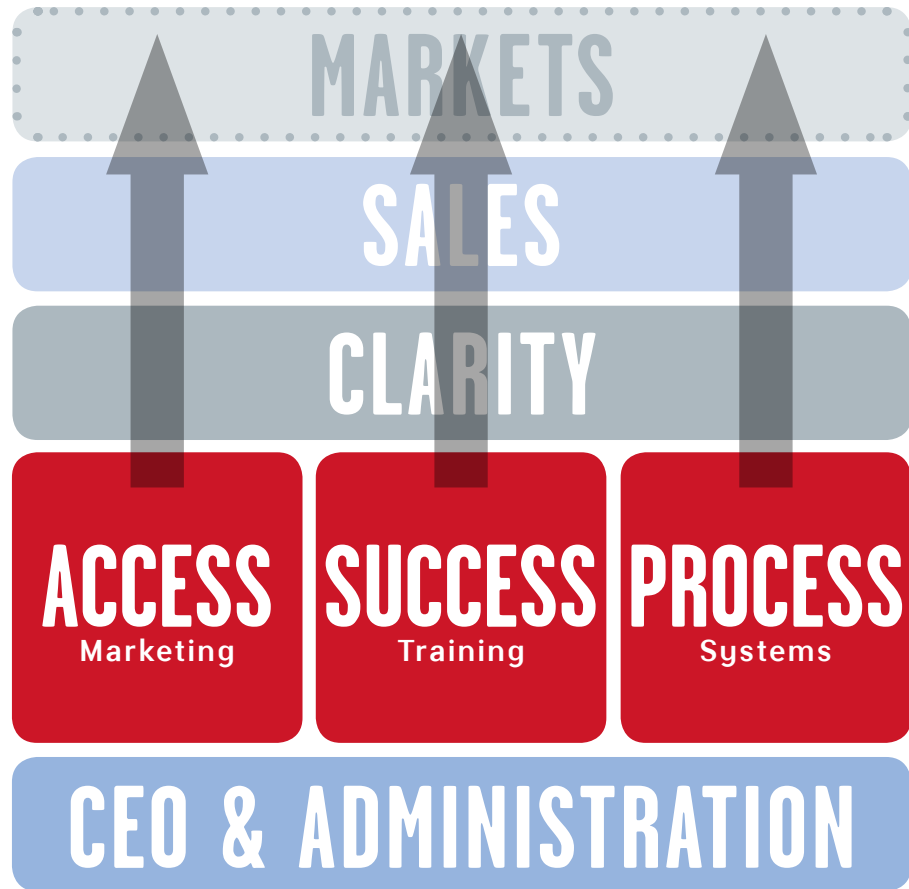 MARKETS
SALES
CLARITY
ACCESS
Marketing
SUCCESS
Training
PROCESS
Systems
CEO & ADMINISTRATION